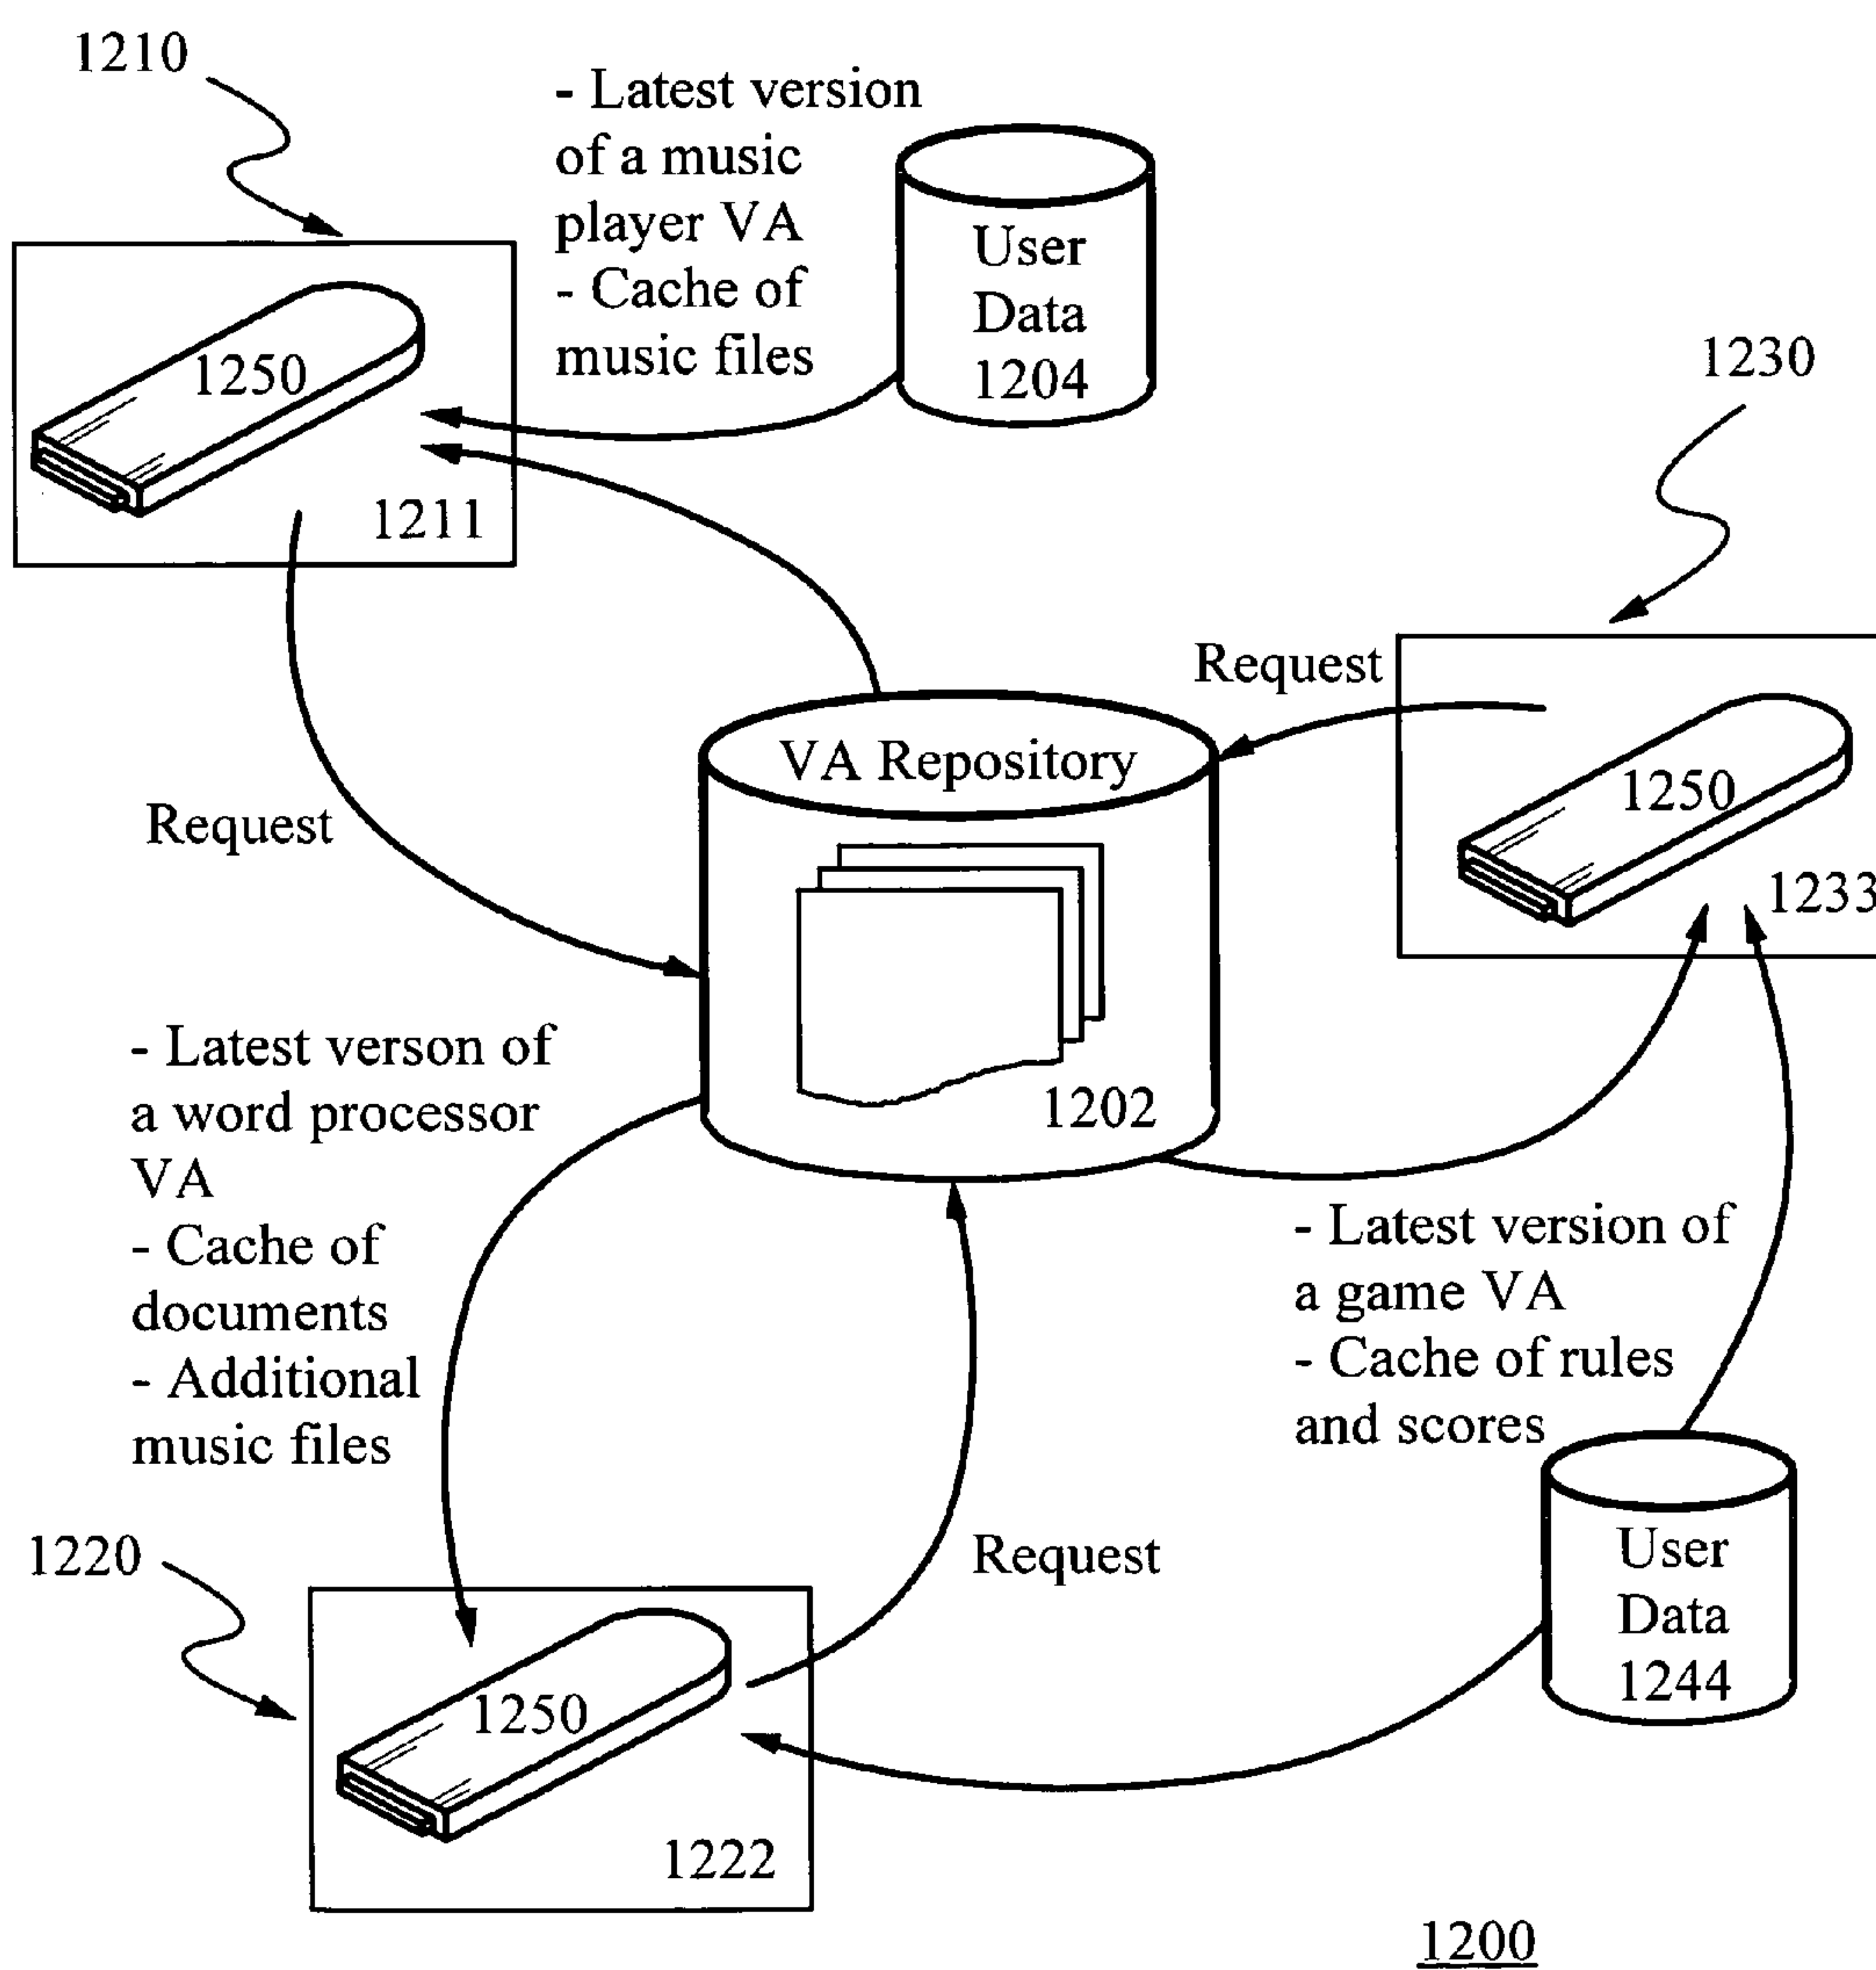 1210
- Latest version
of a music
player VA
- Cache of
music files
User
Data
1204
1250
1211
1230
Request
1250
1233
VA Repository
1202
Request
- Latest verson of
a word processor
VA
- Cache of
documents
- Additional
music files
- Latest version of
a game VA
- Cache of rules
and scores
1220
Request
User
Data
1244
1250
1222
1200